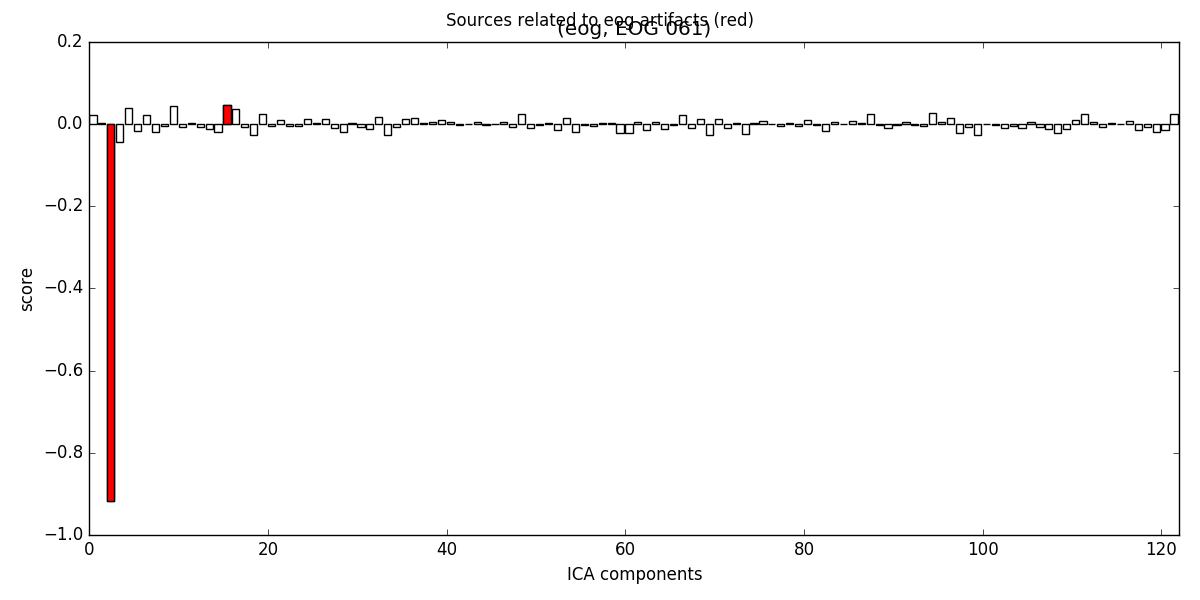 Sources related to eog artifacts (red)
(eog, EOG 061)
0.2
0.0
−0.2
−0.4
−0.6
−0.8
−1.0
score
0 20 40 60 80 100 120
ICA components